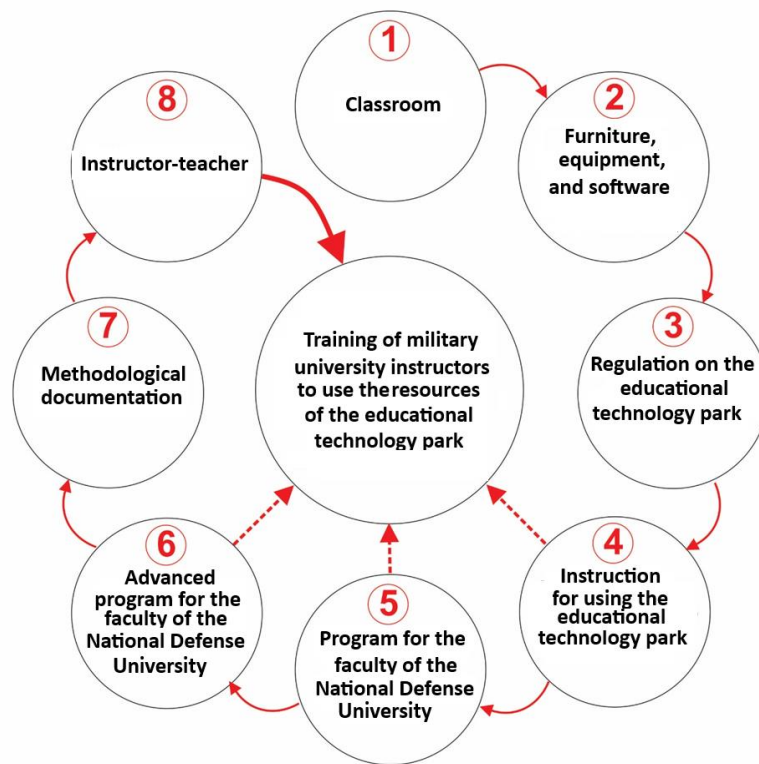 1
Classroom
2
Furniture,
equipment,
and software
3
Regulation on the
educational
technology park
4
Instruction
for using the
educational
technology park
5
Program for the
faculty of the
National Defense
University
6
Advanced
program for the
faculty of the
National Defense
University
7
Methodological
documentation
8
Instructor-teacher
Training of military
university instructors
to use the resources
of the educational
technology park